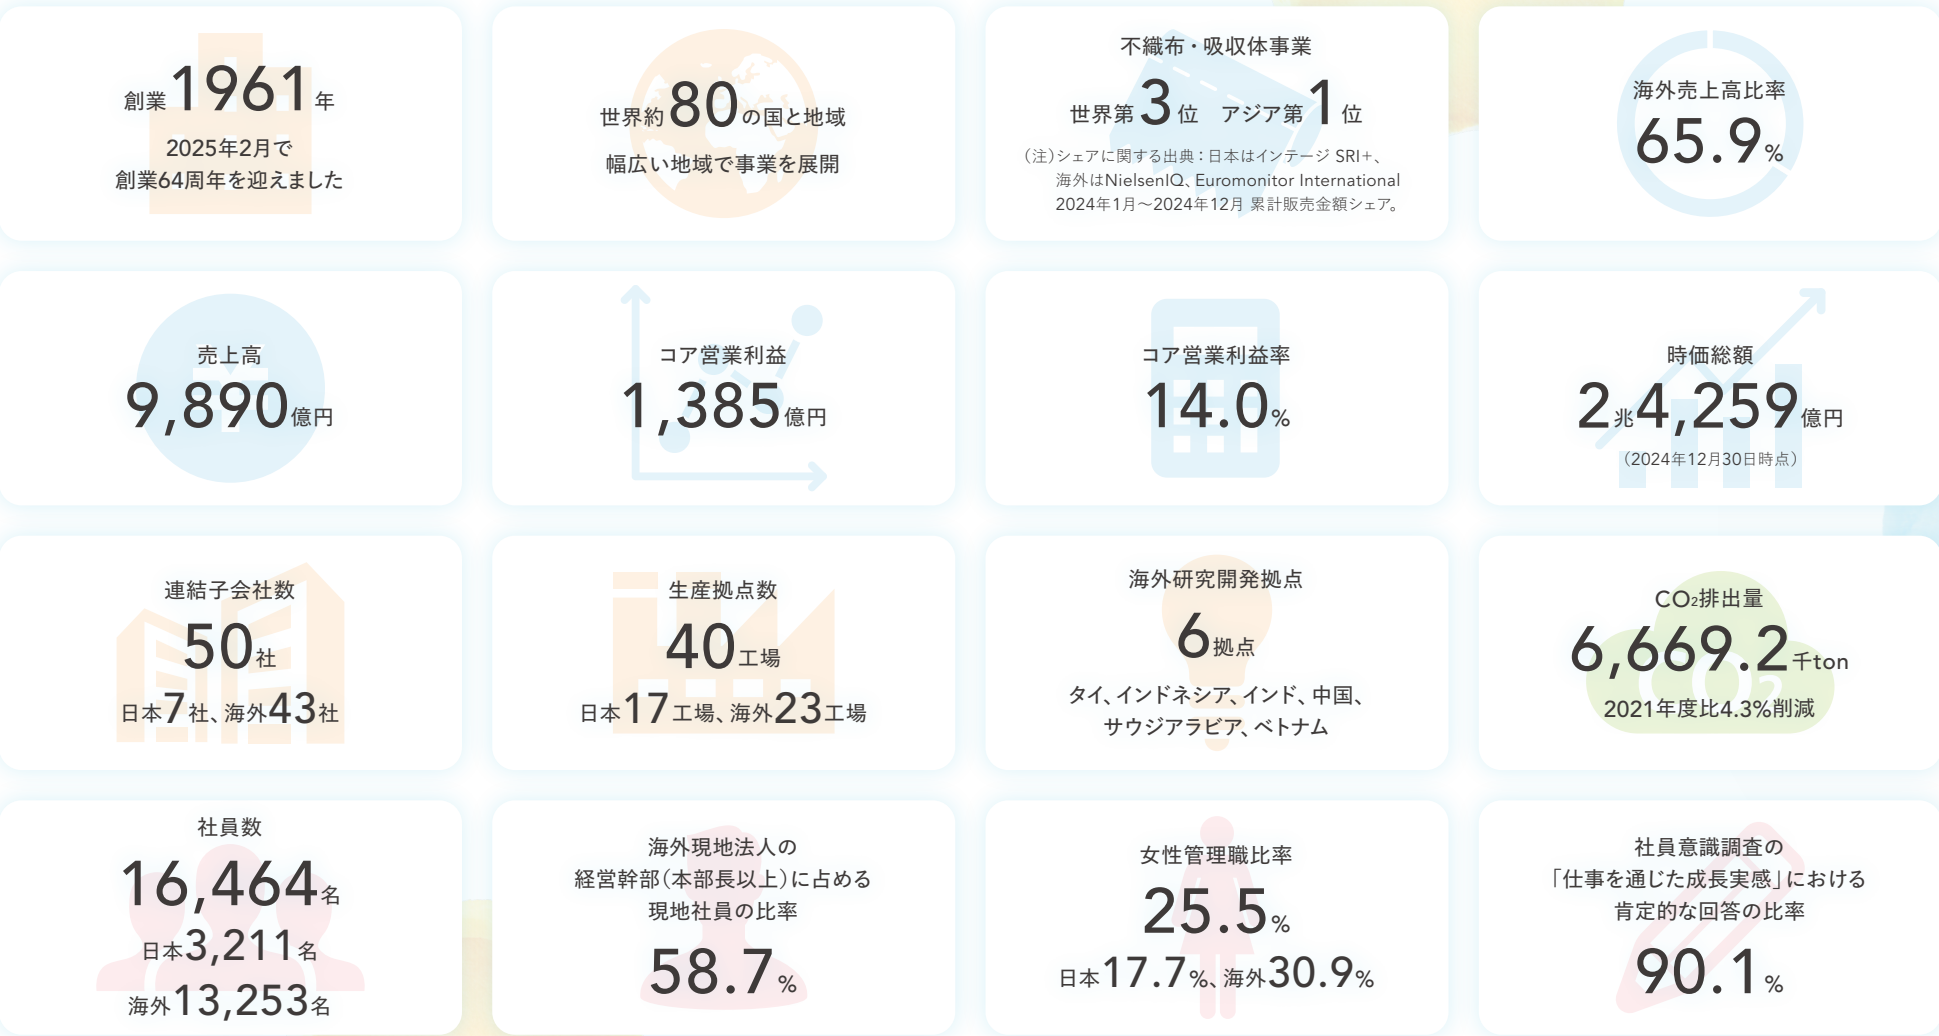 創業1961年
2025年2月で
創業64周年を迎えました
世界約80の国と地域
幅広い地域で事業を展開
不織布・吸収体事業
世界第3位 アジア第1位
(注)シェアに関する出典：日本はインテージ SRI+、
海外はNielsenIQ、Euromonitor International
2024年1月〜2024年12月 累計販売金額シェア。
海外売上高比率
65.9%
売上高
9,890億円
コア営業利益
1,385億円
コア営業利益率
14.0%
時価総額
2兆4,259億円
(2024年12月30日時点)
連結子会社数
50社
日本7社、海外43社
生産拠点数
40工場
日本17工場、海外23工場
海外研究開発拠点
6拠点
タイ、インドネシア、インド、中国、
サウジアラビア、ベトナム
CO₂排出量
6,669.2千ton
2021年度比4.3%削減
社員数
16,464名
日本3,211名
海外13,253名
海外現地法人の
経営幹部(本部長以上)に占める
現地社員の比率
58.7%
女性管理職比率
25.5%
日本17.7%、海外30.9%
社員意識調査の
「仕事を通じた成長実感」における
肯定的な回答の比率
90.1%